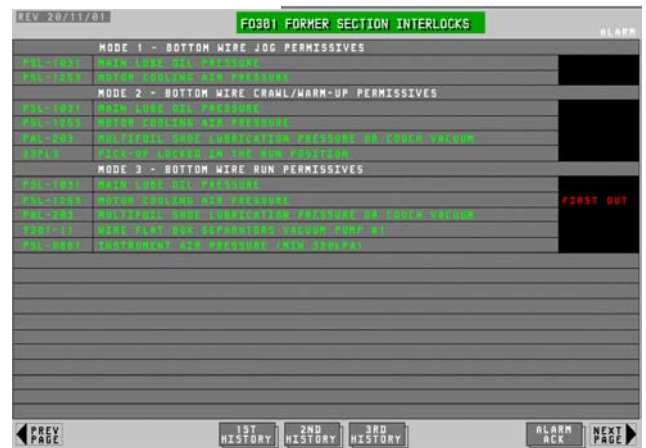 REV 20/11/01
FO301 FORMER SECTION INTERLOCKS
ALARM
MODE 1 - BOTTOM WIRE JOG PERMISSIVES
PSL-1031 MAIN LUBE OIL PRESSURE
PSL-1253 MOTOR COOLING AIR PRESSURE
MODE 2 - BOTTOM WIRE CRAWL/WARM-UP PERMISSIVES
PSL-1031 MAIN LUBE OIL PRESSURE
PSL-1253 MOTOR COOLING AIR PRESSURE
PAL-203 MULTIFOIL SHOE LUBRICATION PRESSURE OR COUCH VACUUM
23PL3 PICK-UP LOCKED IN THE RUN POSITION
MODE 3 - BOTTOM WIRE RUN PERMISSIVES
PSL-1031 MAIN LUBE OIL PRESSURE
PSL-1253 MOTOR COOLING AIR PRESSURE FIRST OUT
PAL-203 MULTIFOIL SHOE LUBRICATION PRESSURE OR COUCH VACUUM
WIRE FLAT BOX SEPARATORS VACUUM PUMP #1
PSL-0881 INSTRUMENT AIR PRESSURE (MIN 320kPA)
PREV PAGE
1ST HISTORY
2ND HISTORY
3RD HISTORY
ALARM ACK
NEXT PAGE